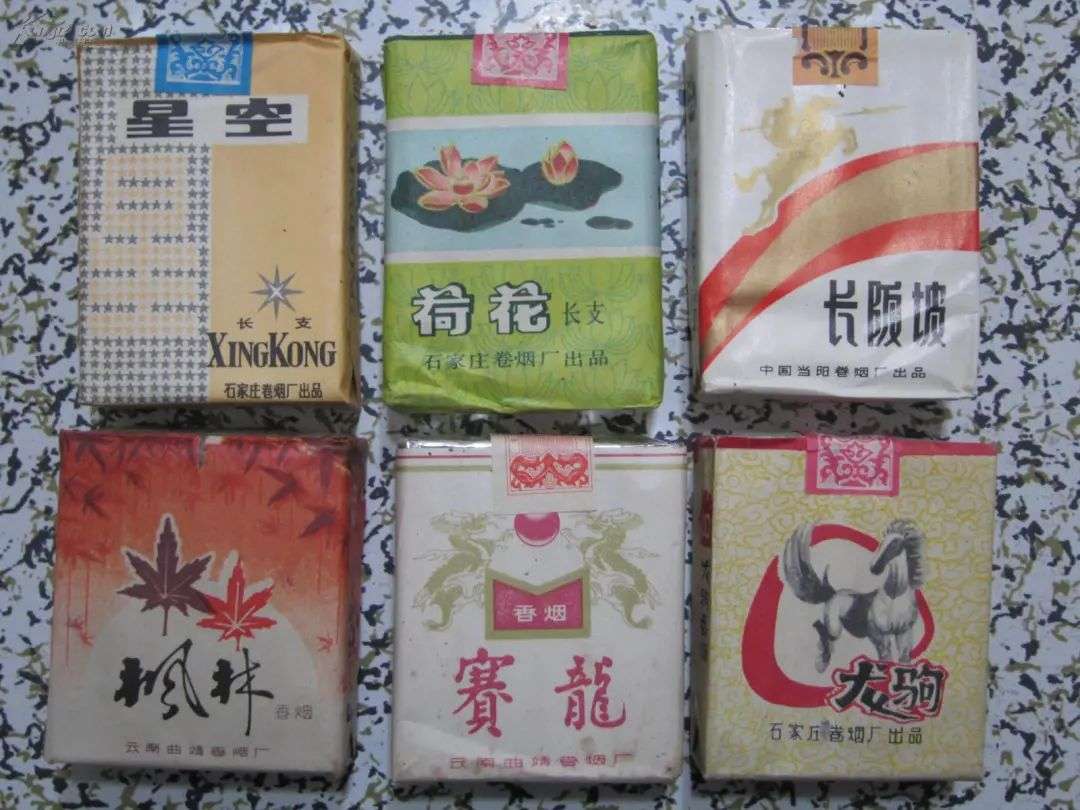 星空
长支
XINGKONG
石家庄卷烟厂出品
荷花 长支
石家庄卷烟厂出品
长阪坡
中国当阳卷烟厂出品
枫林 香烟
云南曲靖卷烟厂
香烟
賽龍
云南曲靖卷烟厂
龙驹
石家庄卷烟厂出品